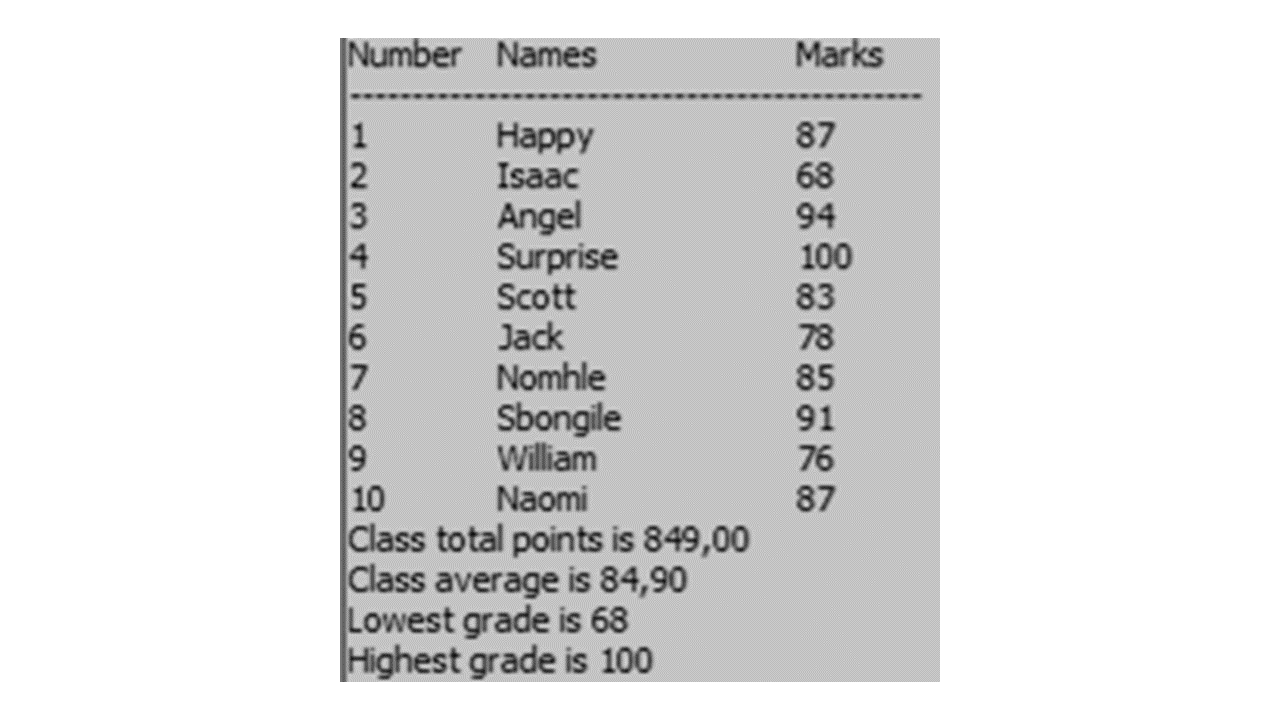 Number Names Marks
----------------------------------------------
1 Happy 87
2 Isaac 68
3 Angel 94
4 Surprise 100
5 Scott 83
6 Jack 78
7 Nomhle 85
8 Sbongile 91
9 William 76
10 Naomi 87
Class total points is 849,00
Class average is 84,90
Lowest grade is 68
Highest grade is 100